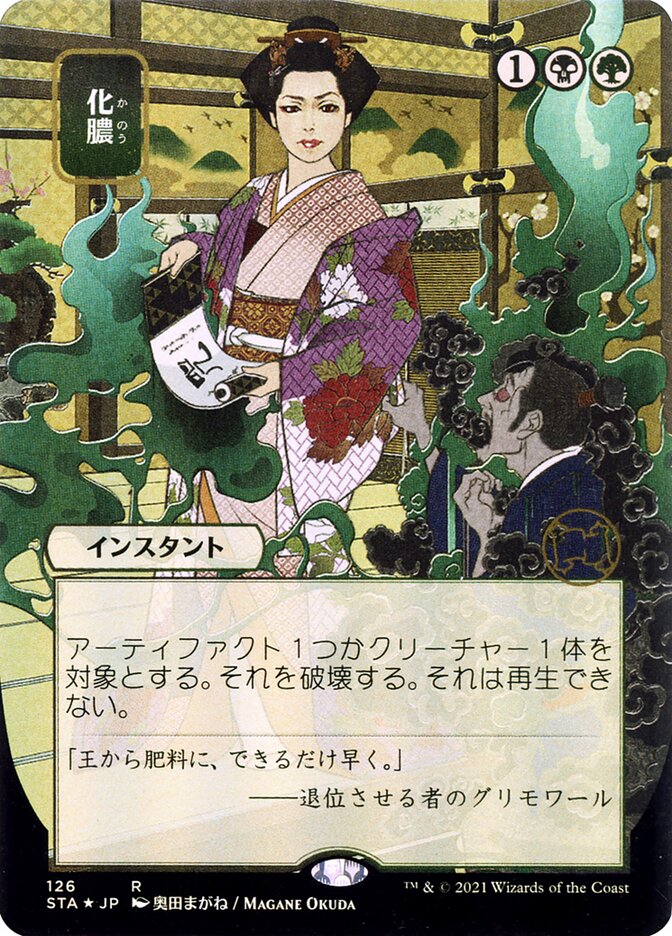 化膿
かのう
1
インスタント
アーティファクト1つかクリーチャー1体を
対象とする。それを破壊する。それは再生でき
ない。
「王から肥料に、できるだけ早く。」
――退位させる者のグリモワール
126 R
STA ★ JP 奥田まがね / MAGANE OKUDA
™ & © 2021 Wizards of the Coast